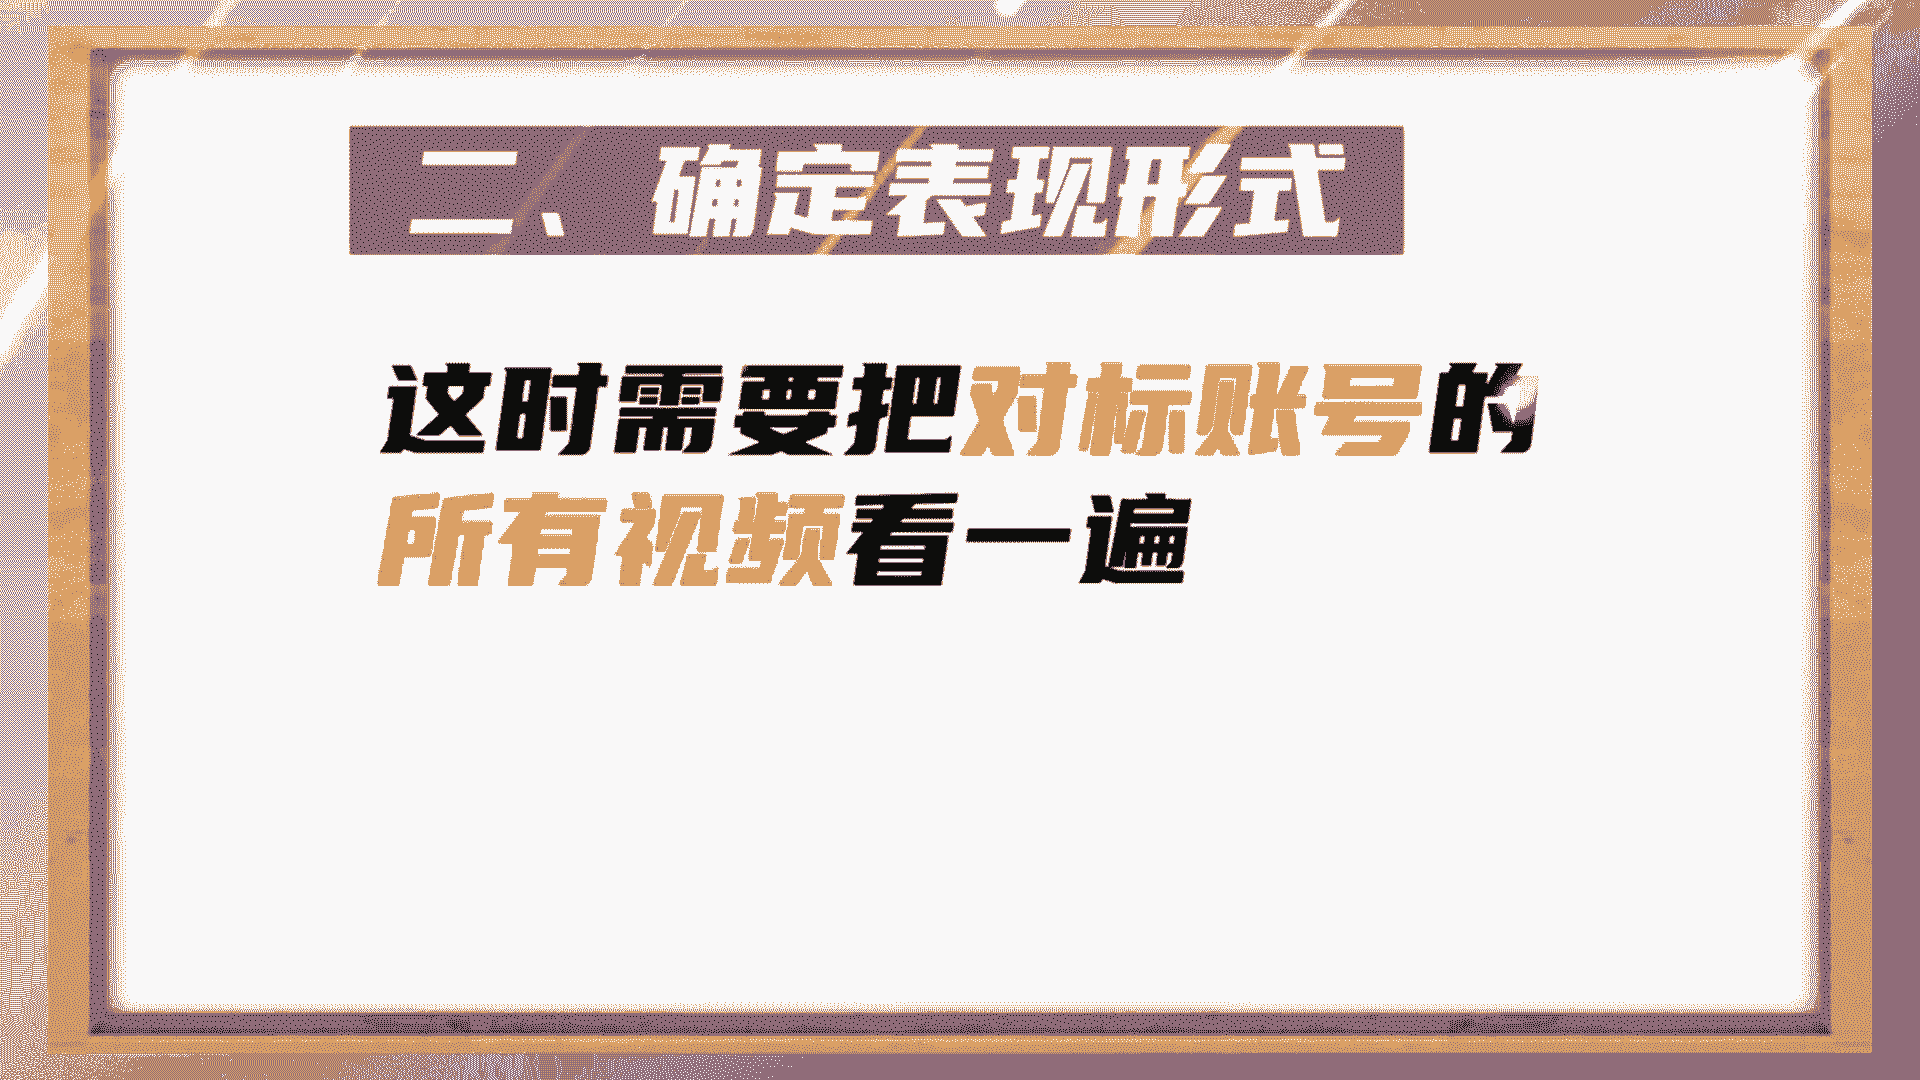 二、确定表现形式
这时需要把对标账号的
所有视频看一遍